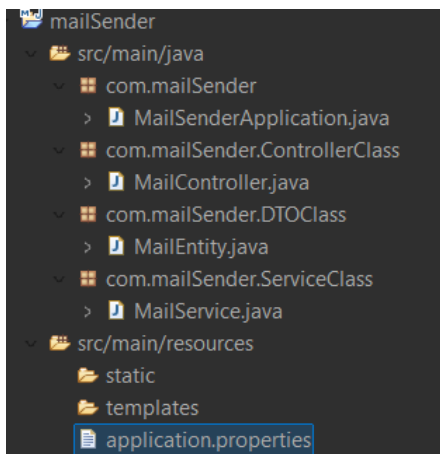 mailSender
src/main/java
com.mailSender
MailSenderApplication.java
com.mailSender.ControllerClass
MailController.java
com.mailSender.DTOClass
MailEntity.java
com.mailSender.ServiceClass
MailService.java
src/main/resources
static
templates
application.properties